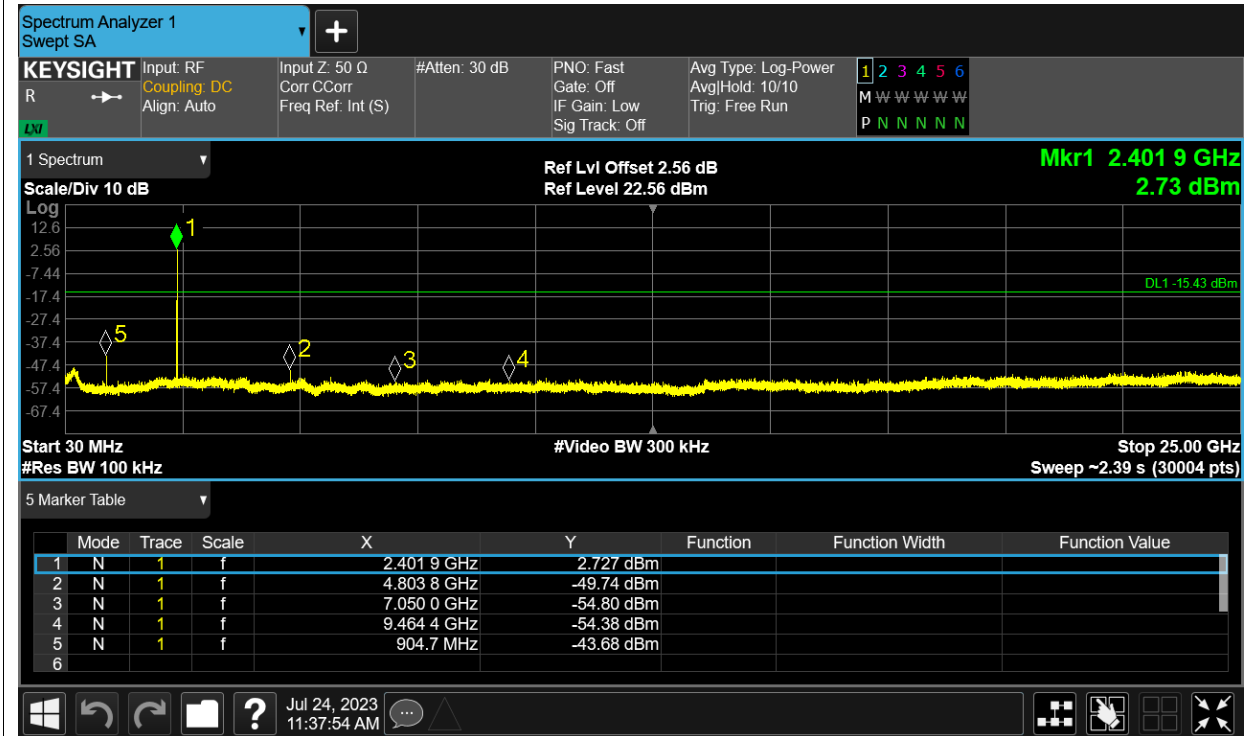 Spectrum Analyzer 1
Swept SA
+
KEYSIGHT Input: RF Input Z: 50 Ω #Atten: 30 dB PNO: Fast Avg Type: Log-Power 1 2 3 4 5 6
R Coupling: DC Corr CCorr Gate: Off Avg|Hold: 10/10 M W W W W W
Align: Auto Freq Ref: Int (S) IF Gain: Low Trig: Free Run
LXI Sig Track: Off P N N N N N N
1 Spectrum Ref Lvl Offset 2.56 dB Mkr1 2.401 9 GHz
Scale/Div 10 dB Ref Level 22.56 dBm 2.73 dBm
Log
12.6 1
2.56
-7.44
DL1 -15.43 dBm
-17.4
-27.4
5
-37.4
2
3 4
-47.4
-57.4
-67.4
Start 30 MHz #Video BW 300 kHz Stop 25.00 GHz
#Res BW 100 kHz Sweep ~2.39 s (30004 pts)
5 Marker Table
Mode Trace Scale X Y Function Function Width Function Value
1 N 1 f 2.401 9 GHz 2.727 dBm
2 N 1 f 4.803 8 GHz -49.74 dBm
3 N 1 f 7.050 0 GHz -54.80 dBm
4 N 1 f 9.464 4 GHz -54.38 dBm
5 N 1 f 904.7 MHz -43.68 dBm
6
? Jul 24, 2023
11:37:54 AM